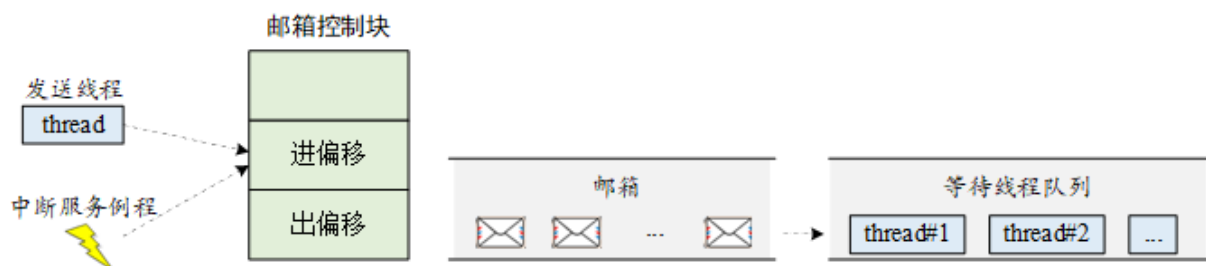 邮箱控制块
发送线程
thread
进偏移
中断服务例程
出偏移
邮箱
...
等待线程队列
thread#1
thread#2
...